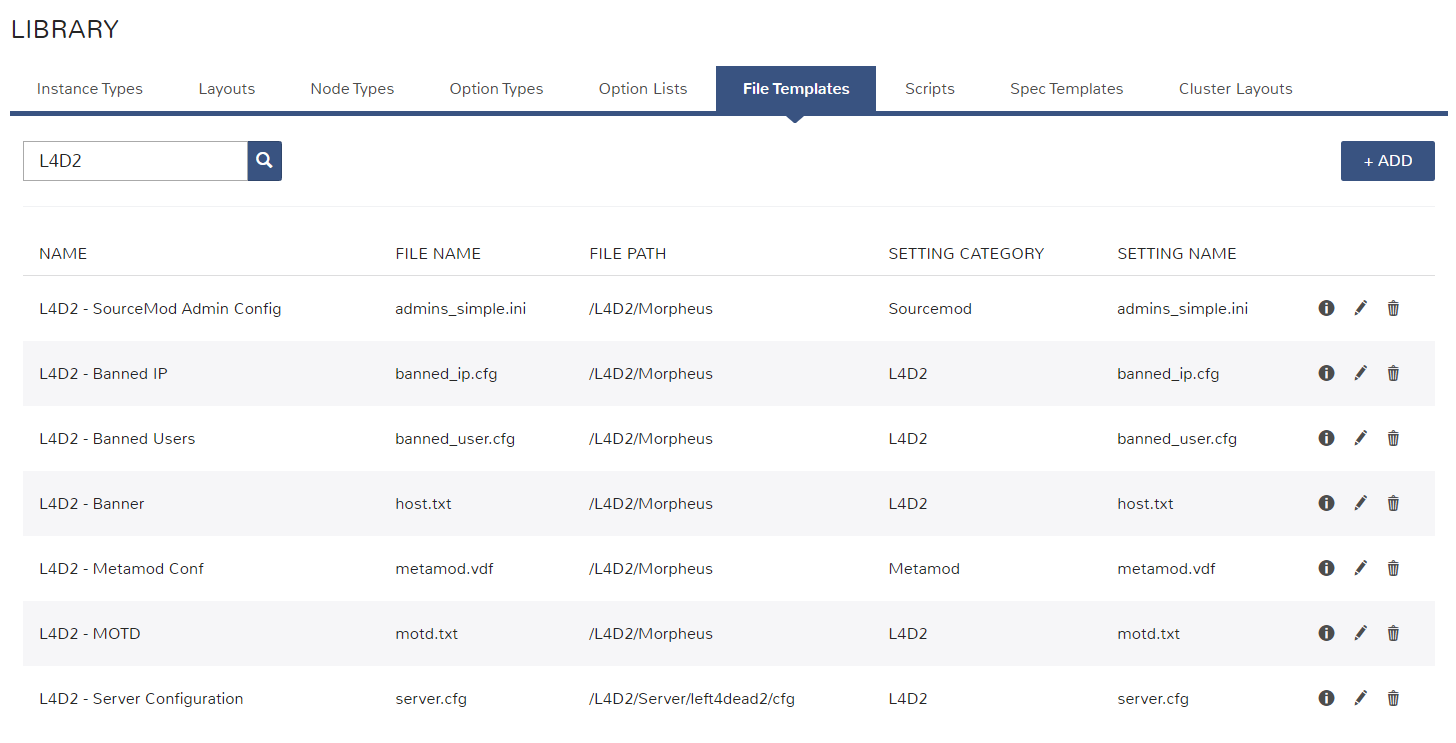 LIBRARY
Instance Types Layouts Node Types Option Types Option Lists File Templates Scripts Spec Templates Cluster Layouts
L4D2
+ ADD
NAME FILE NAME FILE PATH SETTING CATEGORY SETTING NAME
L4D2 - SourceMod Admin Config admins_simple.ini /L4D2/Morpheus Sourcemod admins_simple.ini
L4D2 - Banned IP banned_ip.cfg /L4D2/Morpheus L4D2 banned_ip.cfg
L4D2 - Banned Users banned_user.cfg /L4D2/Morpheus L4D2 banned_user.cfg
L4D2 - Banner host.txt /L4D2/Morpheus L4D2 host.txt
L4D2 - Metamod Conf metamod.vdf /L4D2/Morpheus Metamod metamod.vdf
L4D2 - MOTD motd.txt /L4D2/Morpheus L4D2 motd.txt
L4D2 - Server Configuration server.cfg /L4D2/Server/left4dead2/cfg L4D2 server.cfg